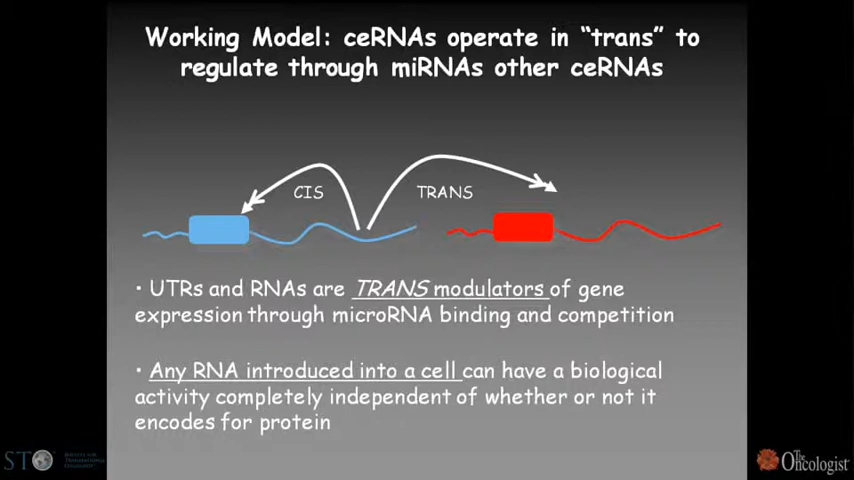 Working Model: ceRNAs operate in “trans” to
regulate through miRNAs other ceRNAs
CIS
TRANS
• UTRs and RNAs are TRANS modulators of gene
expression through microRNA binding and competition
• Any RNA introduced into a cell can have a biological
activity completely independent of whether or not it
encodes for protein
ST
The
Oncologist